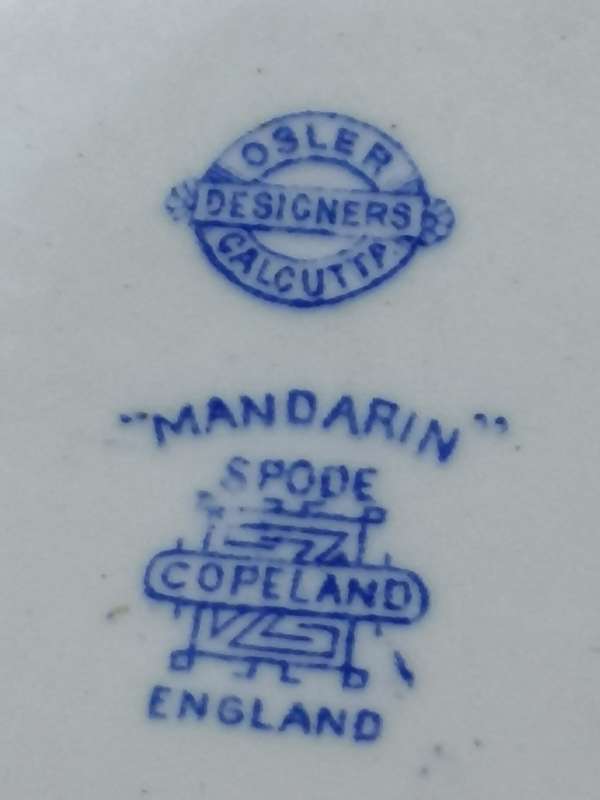 OSLER
DESIGNERS
CALCUTTA.
"MANDARIN"
SPODE
COPELAND
ENGLAND